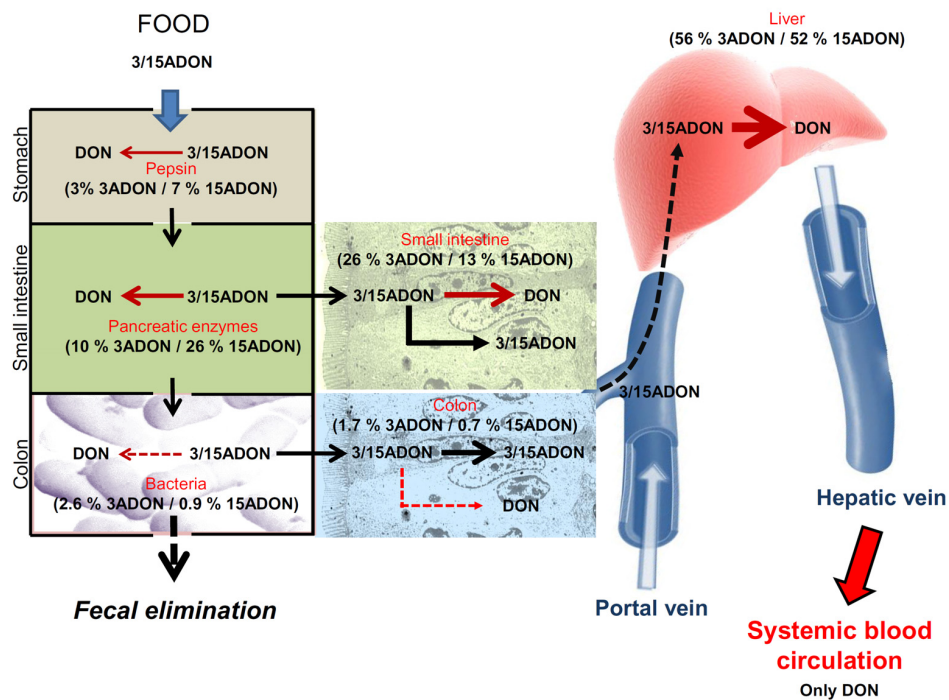 FOOD
3/15ADON
Stomach
DON
3/15ADON
Pepsin
(3% 3ADON / 7 % 15ADON)
Small intestine
DON
3/15ADON
Pancreatic enzymes
(10 % 3ADON / 26 % 15ADON)
Small intestine
(26 % 3ADON / 13 % 15ADON)
3/15ADON
DON
3/15ADON
Colon
DON
3/15ADON
Bacteria
(2.6 % 3ADON / 0.9 % 15ADON)
Colon
(1.7 % 3ADON / 0.7 % 15ADON)
3/15ADON
3/15ADON
DON
Fecal elimination
Liver
(56 % 3ADON / 52 % 15ADON)
3/15ADON
DON
3/15ADON
Portal vein
Hepatic vein
Systemic blood
circulation
Only DON